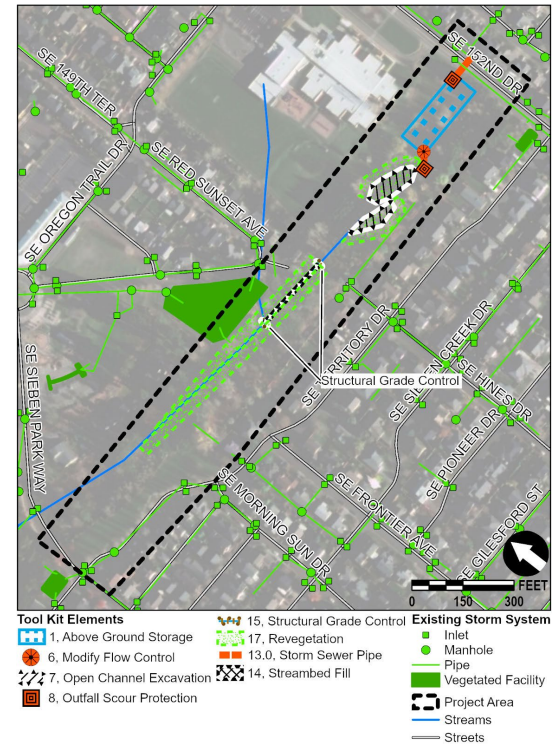 SE 152ND DR
SE 149TH TER
SE RED SUNSET AVE
SE OREGON TRAIL DR
SE TERRITORY DR
SE SIEBEN CREEK DR
Structural Grade Control
SE HINES DR
SE SIEBEN PARK WAY
SE PIONEER DR
SE FRONTIER AVE
SE MORNING SUN DR
SE GILESFORD ST
FEET
0 150 300
Tool Kit Elements
1, Above Ground Storage
6, Modify Flow Control
7, Open Channel Excavation
8, Outfall Scour Protection
15, Structural Grade Control
17, Revegetation
13.0, Storm Sewer Pipe
14, Streambed Fill
Existing Storm System
Inlet
Manhole
Pipe
Vegetated Facility
Project Area
Streams
Streets